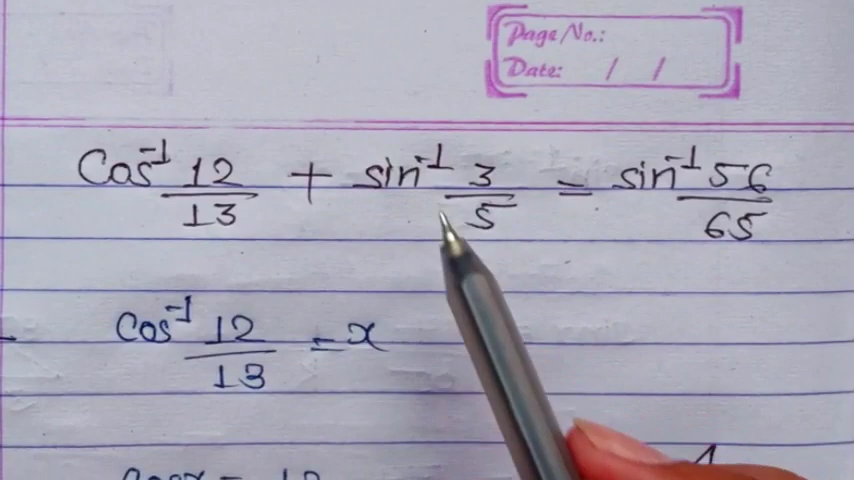 Page No.:
Date: / /
Cos⁻¹ 12/13 + sin⁻¹ 3/5 = sin⁻¹ 56/65
Cos⁻¹ 12/13 = x